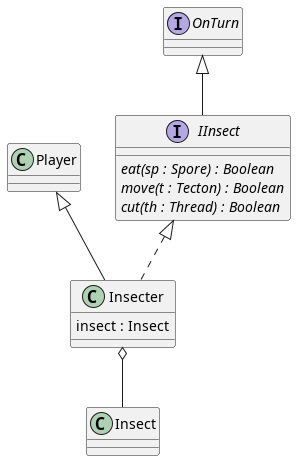 I OnTurn
I IInsect
eat(sp : Spore) : Boolean
move(t : Tecton) : Boolean
cut(th : Thread) : Boolean
C Player
C Insecter
insect : Insect
C Insect